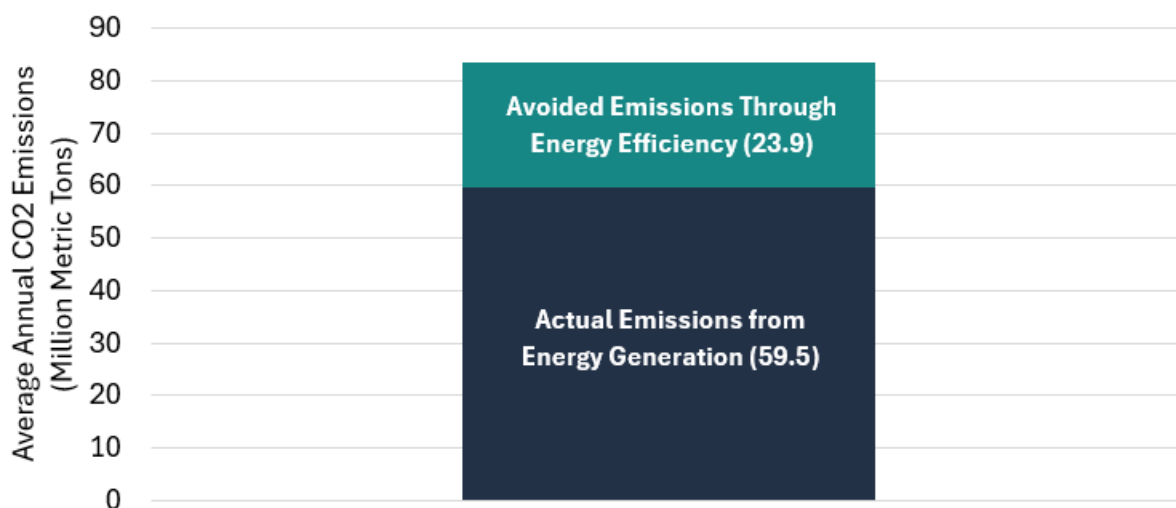 Average Annual CO2 Emissions
(Million Metric Tons)
90
80
70
60
50
40
30
20
10
0
Avoided Emissions Through
Energy Efficiency (23.9)
Actual Emissions from
Energy Generation (59.5)